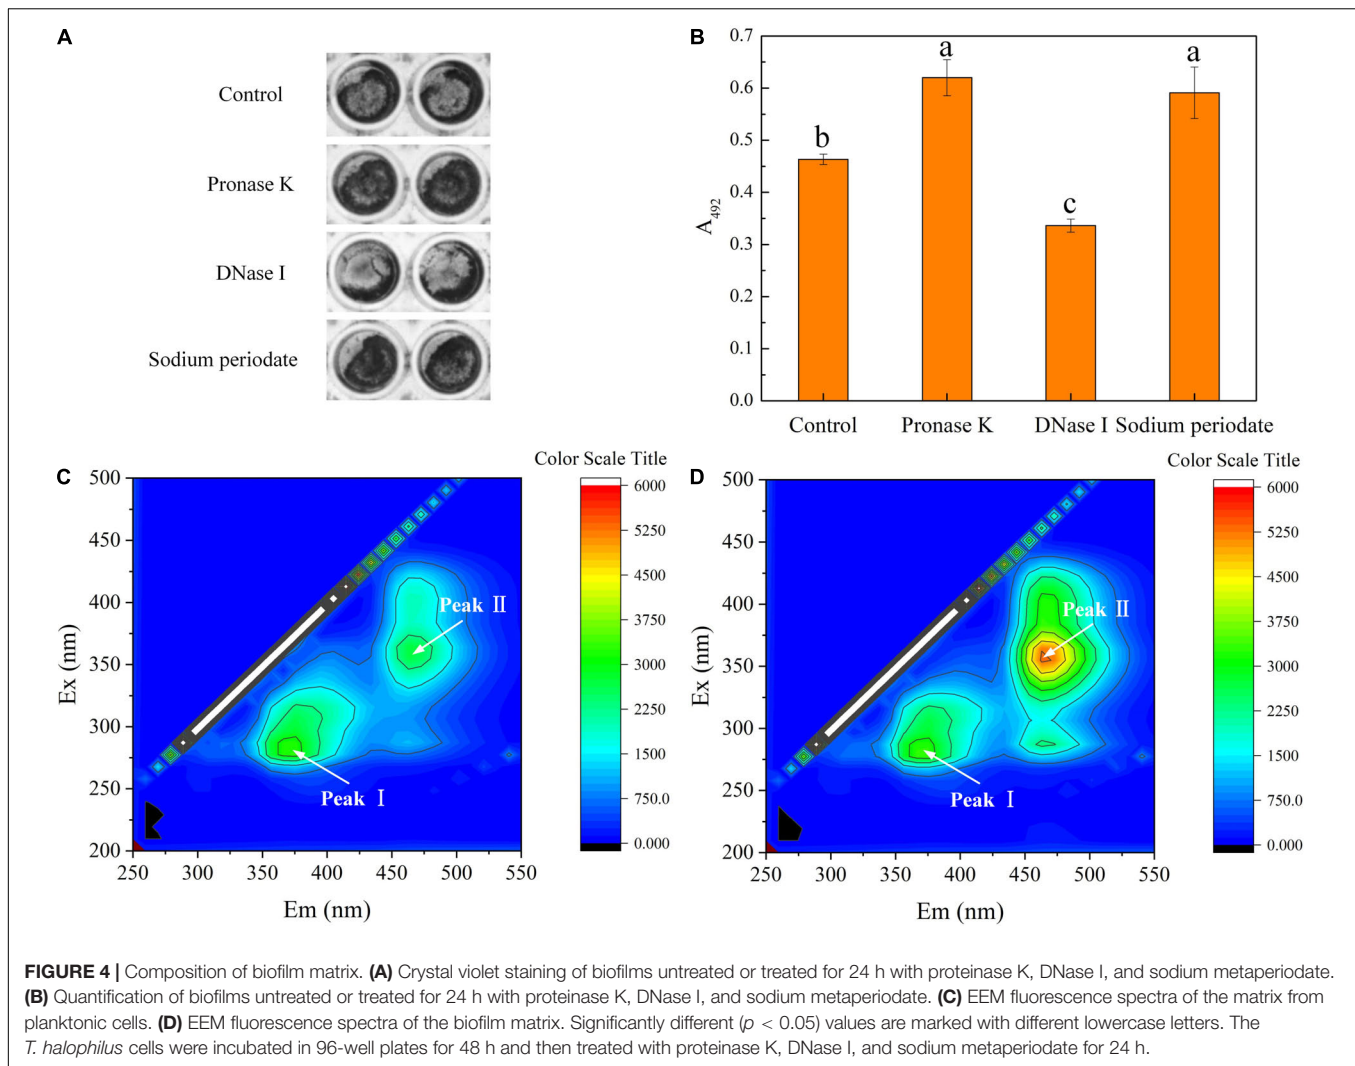 A
Control
Pronase K
DNase I
Sodium periodate
B
0.7
0.6
0.5
0.4
0.3
0.2
0.1
0.0
A492
b
a
c
a
Control
Pronase K
DNase I
Sodium periodate
C
Color Scale Title
500
450
400
350
300
250
200
Ex (nm)
250
300
350
400
450
500
550
Em (nm)
Peak II
Peak I
6000
5250
4500
3750
3000
2250
1500
750.0
0.000
D
Color Scale Title
500
450
400
350
300
250
200
Ex (nm)
250
300
350
400
450
500
550
Em (nm)
Peak II
Peak I
6000
5250
4500
3750
3000
2250
1500
750.0
0.000
FIGURE 4 | Composition of biofilm matrix. (A) Crystal violet staining of biofilms untreated or treated for 24 h with proteinase K, DNase I, and sodium metaperiodate.
(B) Quantification of biofilms untreated or treated for 24 h with proteinase K, DNase I, and sodium metaperiodate. (C) EEM fluorescence spectra of the matrix from
planktonic cells. (D) EEM fluorescence spectra of the biofilm matrix. Significantly different (p < 0.05) values are marked with different lowercase letters. The
T. halophilus cells were incubated in 96-well plates for 48 h and then treated with proteinase K, DNase I, and sodium metaperiodate for 24 h.